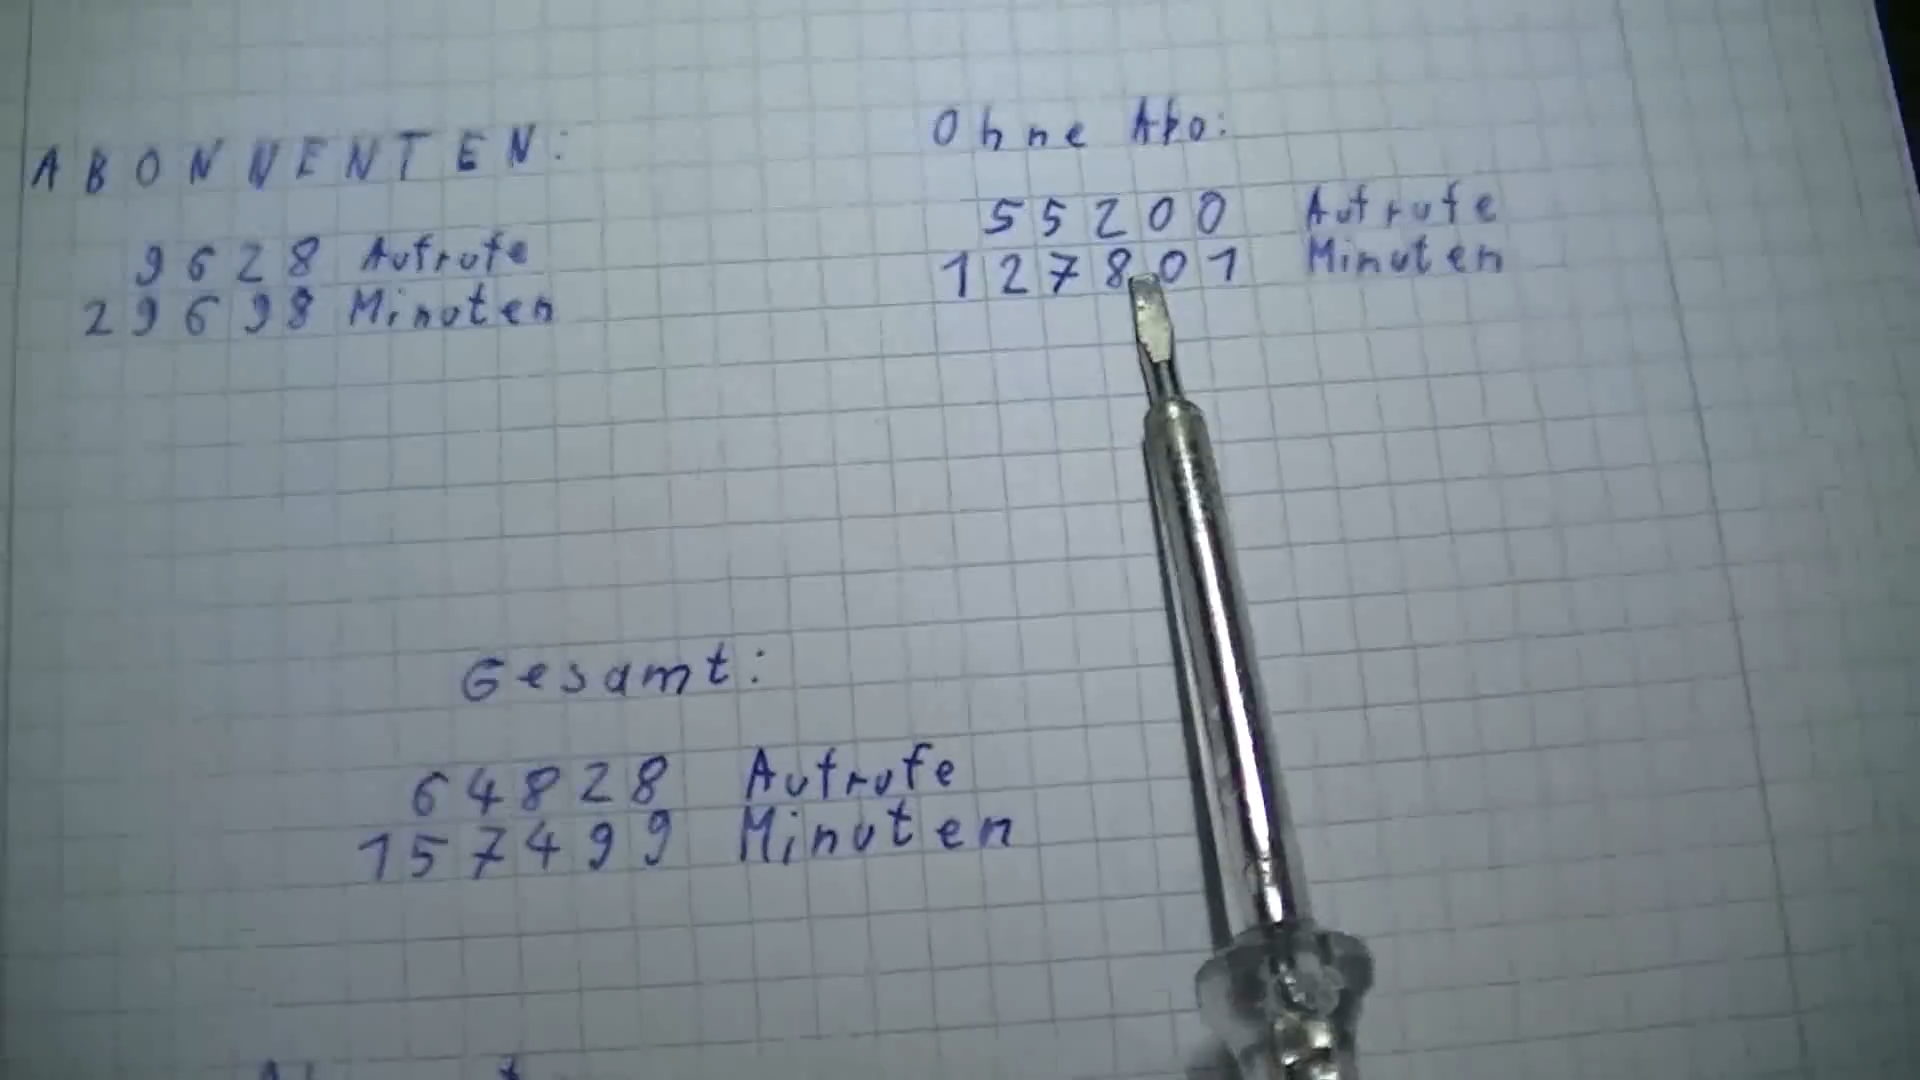 ABONNENTEN:
9628 Aufrufe
29698 Minuten
Ohne Abo:
55200 Aufrufe
127801 Minuten
Gesamt:
64828 Aufrufe
157499 Minuten